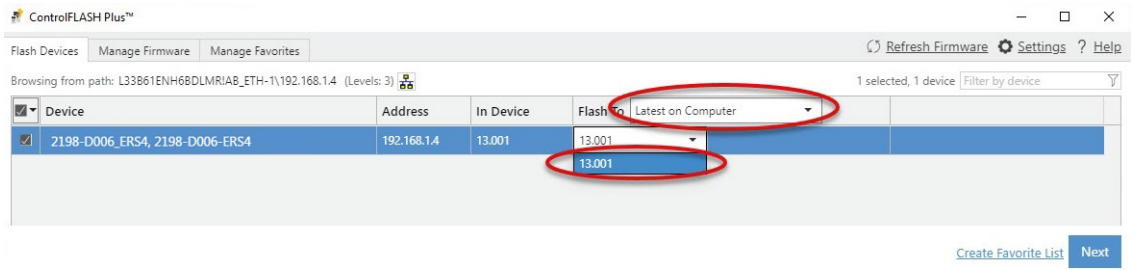 ControlFLASH Plus™
Flash Devices Manage Firmware Manage Favorites Refresh Firmware Settings ? Help
Browsing from path: L33B61ENH6BDLMR!AB_ETH-1\192.168.1.4 (Levels: 3) 1 selected, 1 device Filter by device
Device Address In Device Flash To Latest on Computer
2198-D006_ERS4, 2198-D006-ERS4 192.168.1.4 13.001 13.001
13.001
Create Favorite List Next